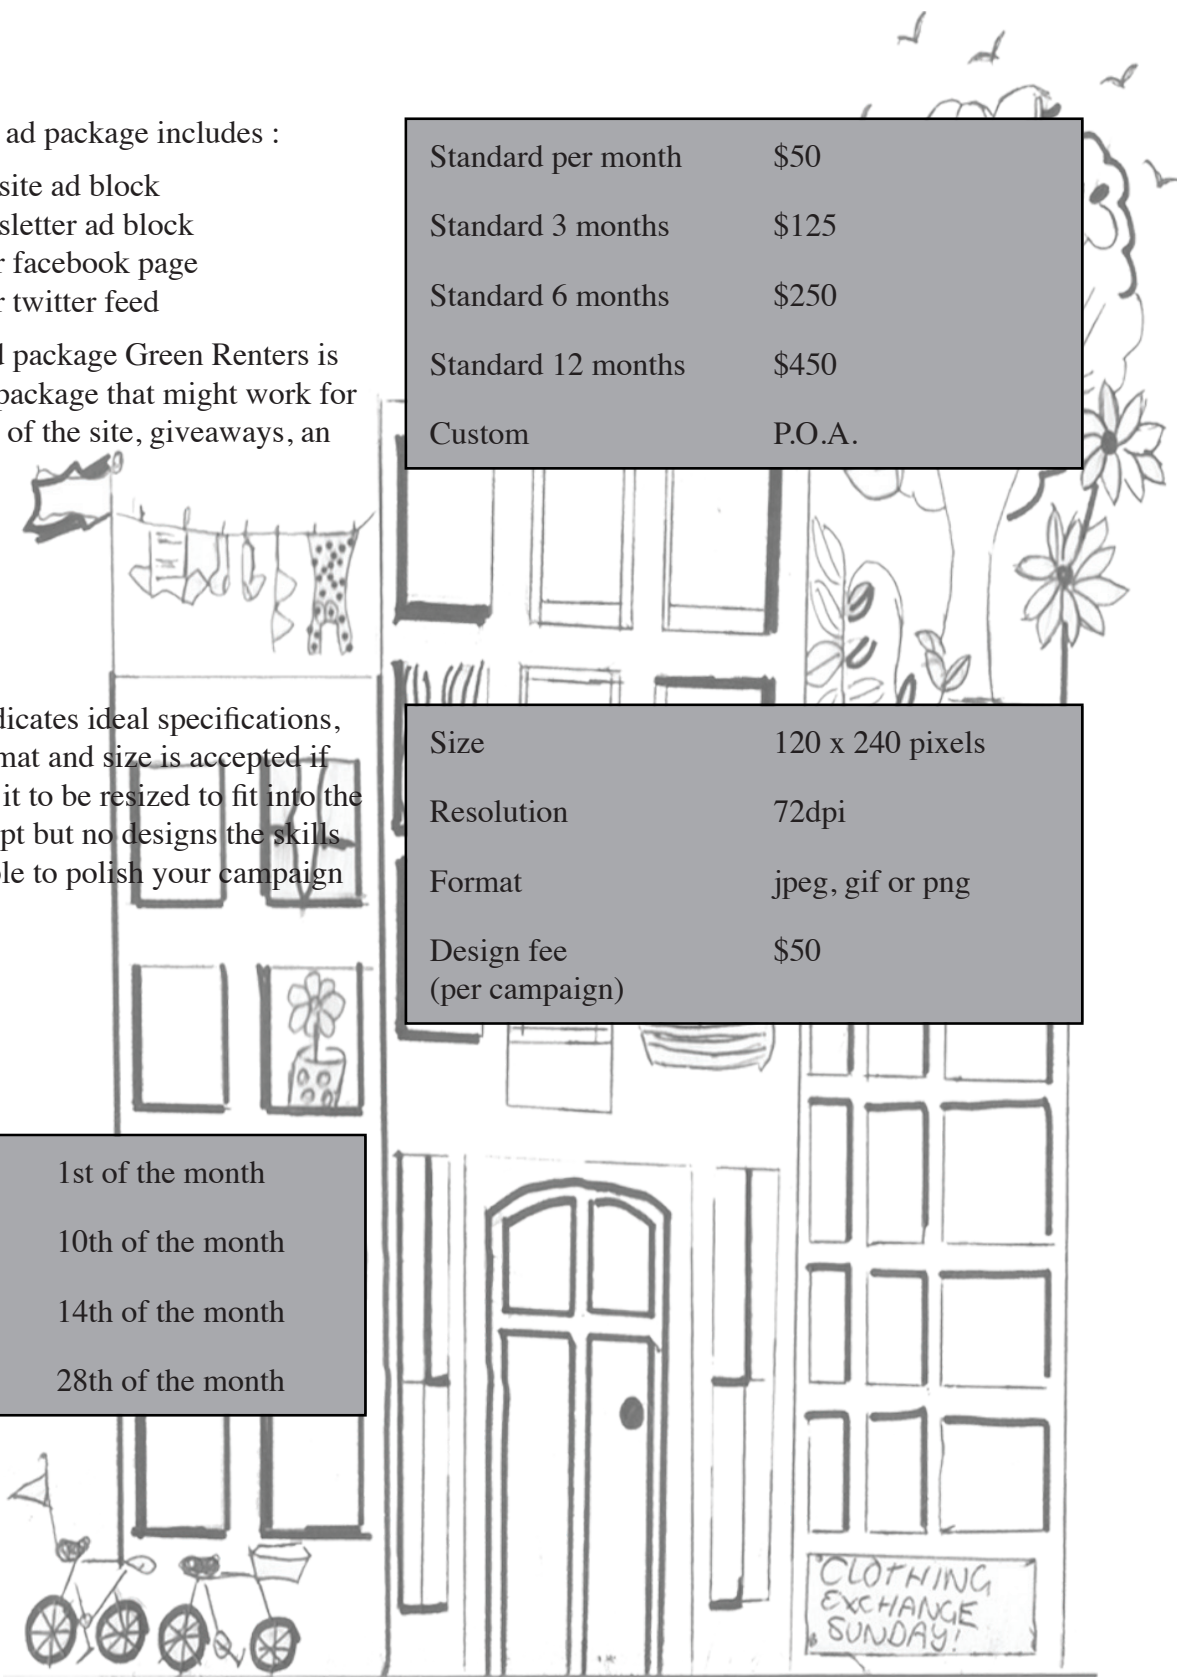 ad package includes :
site ad block
sletter ad block
r facebook page
r twitter feed
package Green Renters is
package that might work for
of the site, giveaways, an
Standard per month $50
Standard 3 months $125
Standard 6 months $250
Standard 12 months $450
Custom P.O.A.
dicates ideal specifications,
mat and size is accepted if
it to be resized to fit into the
pt but no designs the skills
le to polish your campaign
Size 120 x 240 pixels
Resolution 72dpi
Format jpeg, gif or png
Design fee $50
(per campaign)
1st of the month
10th of the month
14th of the month
28th of the month
CLOTHING
EXCHANGE
SUNDAY!